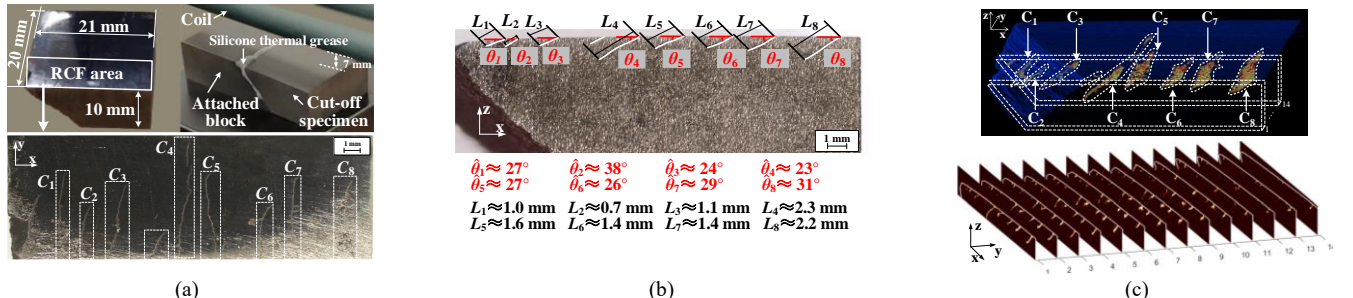 20 mm
21 mm
RCF area
10 mm
Coil
Silicone thermal grease
7 mm
Attached
block
Cut-off
specimen
y
x
1 mm
C1
C2
C3
C4
C5
C6
C7
C8
(a)
L1 L2 L3 L4 L5 L6 L7 L8
θ1 θ2 θ3 θ4 θ5 θ6 θ7 θ8
z
x
1 mm
θ̂1≈ 27° θ̂2≈ 38° θ̂3≈ 24° θ̂4≈ 23°
θ̂5≈ 27° θ̂6≈ 26° θ̂7≈ 29° θ̂8≈ 31°
L1≈1.0 mm L2≈0.7 mm L3≈1.1 mm L4≈2.3 mm
L5≈1.6 mm L6≈1.4 mm L7≈1.4 mm L8≈2.2 mm
(b)
z
y
x
C1 C3 C5 C7
C2 C4 C6 C8
14
1
z
y
x
1 2 3 4 5 6 7 8 9 10 11 12 13
(c)